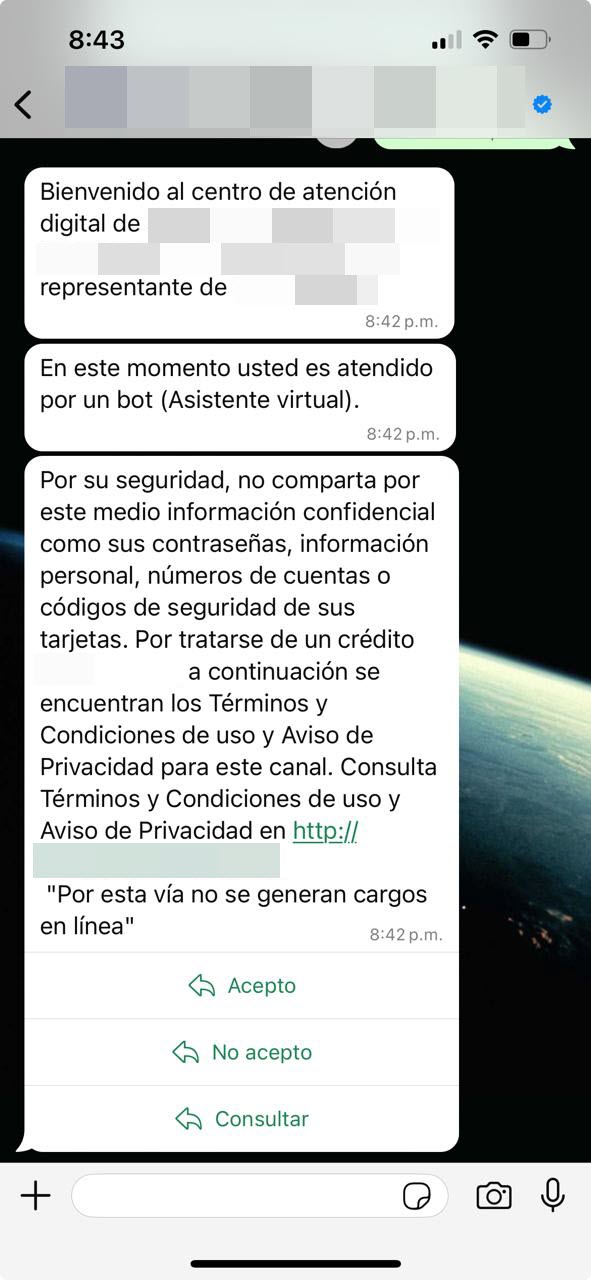 8:43
Bienvenido al centro de atención
digital de
representante de
8:42 p.m.
En este momento usted es atendido
por un bot (Asistente virtual).
8:42 p.m.
Por su seguridad, no comparta por
este medio información confidencial
como sus contraseñas, información
personal, números de cuentas o
códigos de seguridad de sus
tarjetas. Por tratarse de un crédito
a continuación se
encuentran los Términos y
Condiciones de uso y Aviso de
Privacidad para este canal. Consulta
Términos y Condiciones de uso y
Aviso de Privacidad en http://
"Por esta vía no se generan cargos
en línea"
8:42 p.m.
Acepto
No acepto
Consultar